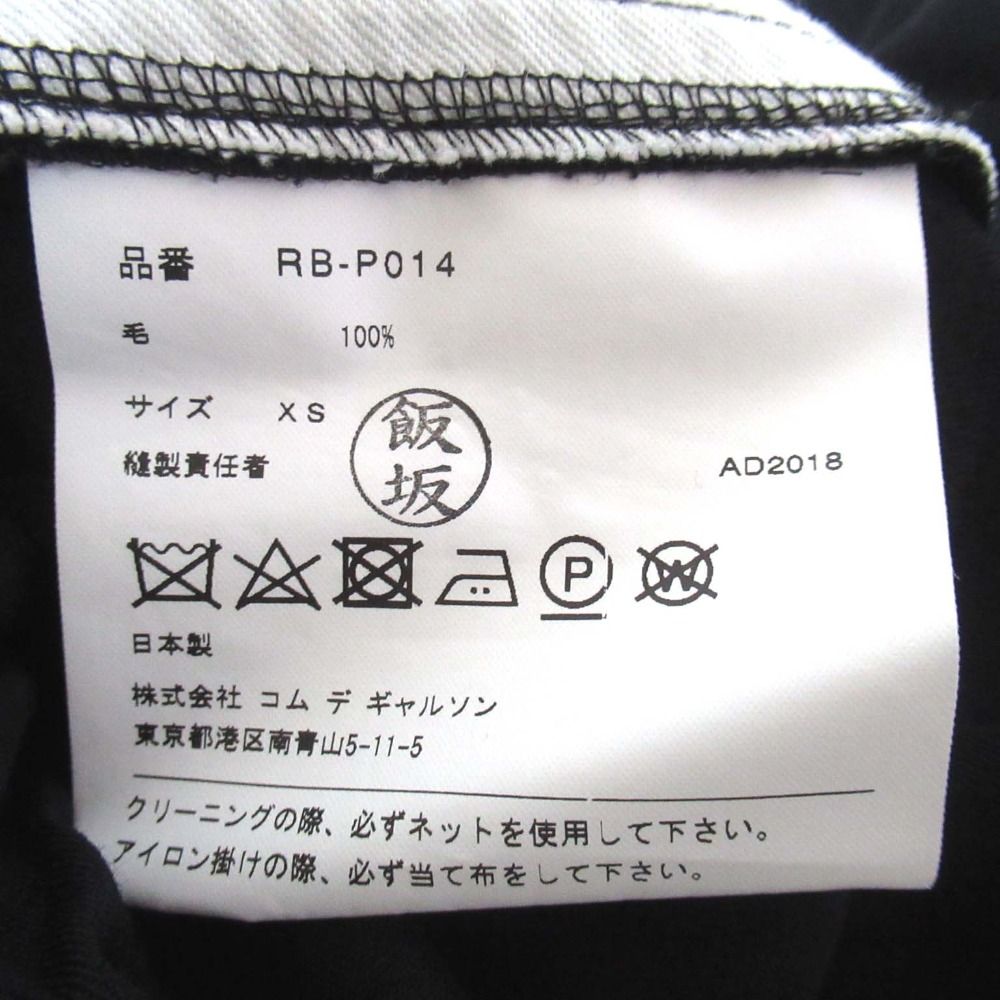 品番 RB-P014
毛 100%
サイズ XS
飯坂
縫製責任者 AD2018
P W
日本製
株式会社 コム デ ギャルソン
東京都港区南青山5-11-5
クリーニングの際、必ずネットを使用して下さい。
アイロン掛けの際、必ず当て布をして下さい。